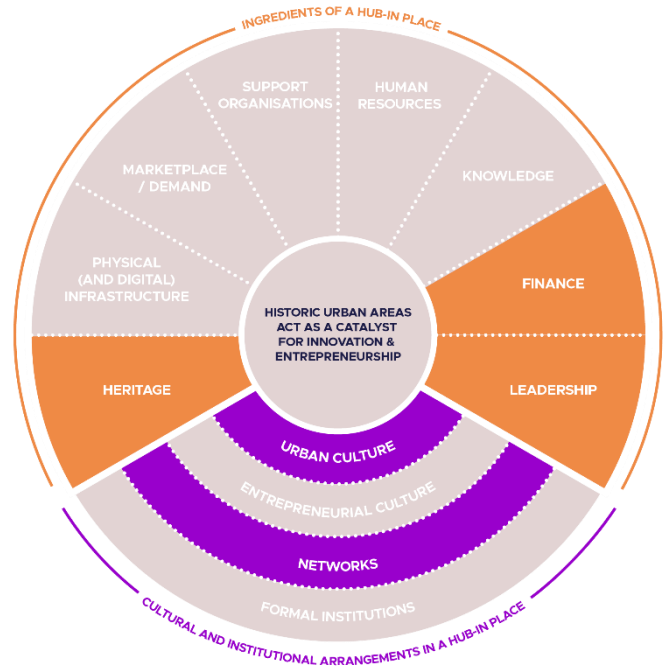 INGREDIENTS OF A HUB-IN PLACE
SUPPORT
ORGANISATIONS
HUMAN
RESOURCES
MARKETPLACE
/ DEMAND
KNOWLEDGE
PHYSICAL
(AND DIGITAL)
INFRASTRUCTURE
FINANCE
HISTORIC URBAN AREAS
ACT AS A CATALYST
FOR INNOVATION &
ENTREPRENEURSHIP
HERITAGE
LEADERSHIP
URBAN CULTURE
ENTREPRENEURIAL CULTURE
NETWORKS
FORMAL INSTITUTIONS
CULTURAL AND INSTITUTIONAL ARRANGEMENTS IN A HUB-IN PLACE